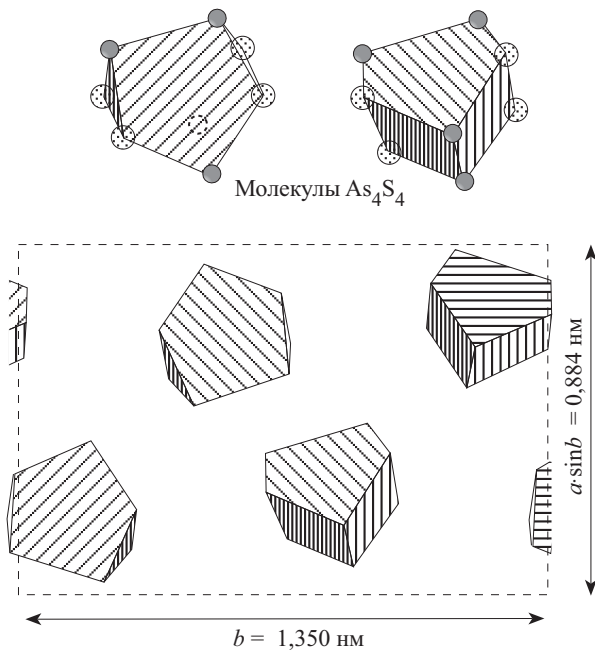 Молекулы As₄S₄
a·sinb = 0,884 нм
b = 1,350 нм